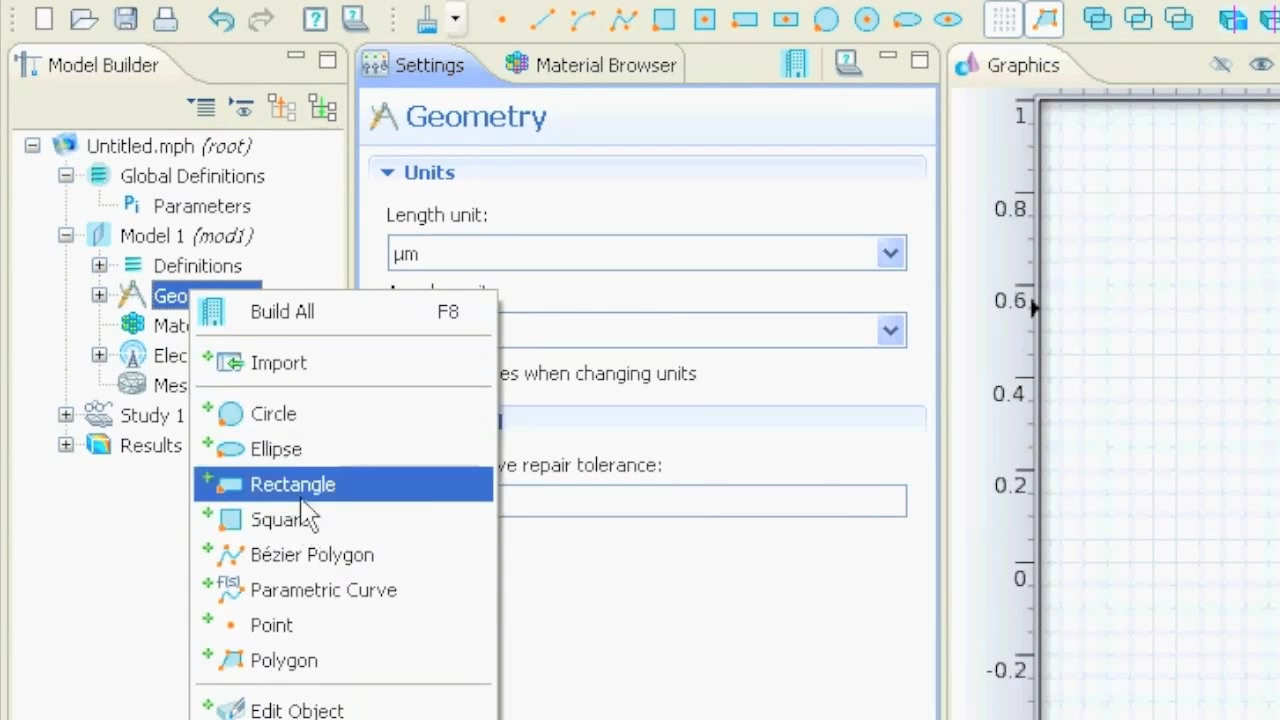 Model Builder
Settings
Material Browser
Graphics
Geometry
Untitled.mph (root)
Global Definitions
Pi Parameters
Model 1 (mod1)
Definitions
Geo
Mat
Elec
Mes
Study 1
Results
Units
Length unit:
µm
es when changing units
ve repair tolerance:
Build All F8
Import
Circle
Ellipse
Rectangle
Square
Bézier Polygon
f(s) Parametric Curve
Point
Polygon
Edit Object
1
0.8
0.6
0.4
0.2
0
-0.2